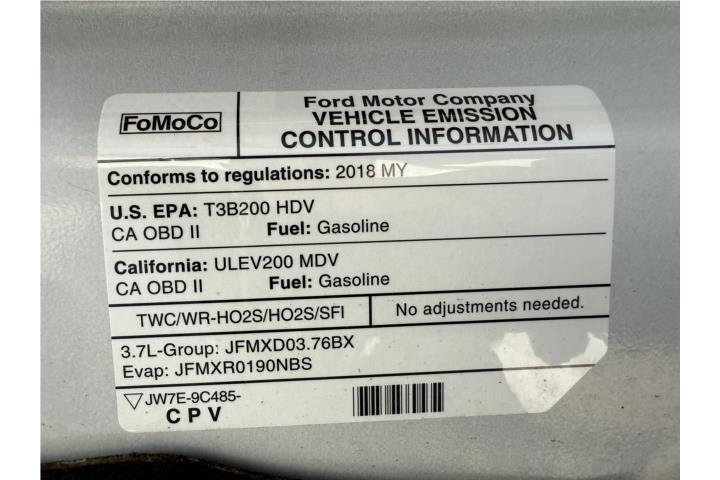 FoMoCo
Ford Motor Company
VEHICLE EMISSION
CONTROL INFORMATION
Conforms to regulations: 2018 MY
U.S. EPA: T3B200 HDV
CA OBD II Fuel: Gasoline
California: ULEV200 MDV
CA OBD II Fuel: Gasoline
TWC/WR-HO2S/HO2S/SFI No adjustments needed.
3.7L-Group: JFMXD03.76BX
Evap: JFMXR0190NBS
JW7E-9C485-
C P V